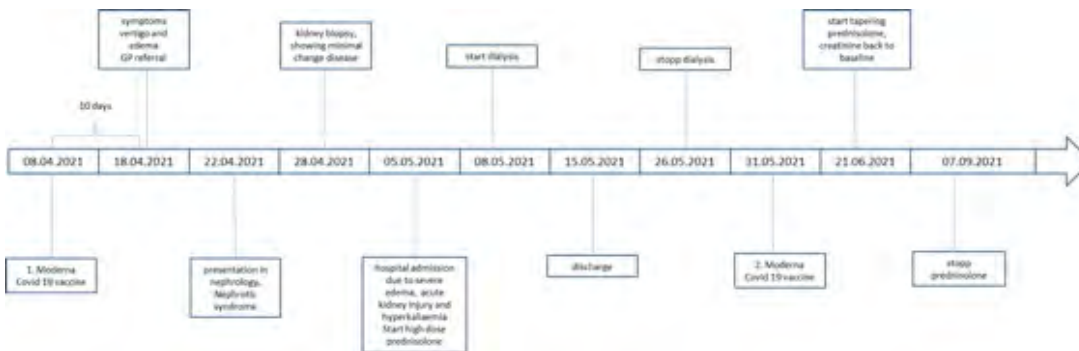 symptoms
vertigo and
edema
GP referral
kidney biopsy,
showing minimal
change disease
start dialysis
stopp dialysis
start tapering
prednisolone,
creatinine back to
baseline
10 days
08.04.2021
18.04.2021
22.04.2021
28.04.2021
05.05.2021
08.05.2021
15.05.2021
26.05.2021
31.05.2021
21.06.2021
07.09.2021
1. Moderna
Covid 19 vaccine
presentation in
nephrology,
Nephrotic
syndrome
hospital admission
due to severe
edema, acute
kidney injury and
hyperkaliaemia
Start high dose
prednisolone
discharge
2. Moderna
Covid 19 vaccine
stopp
prednisolone